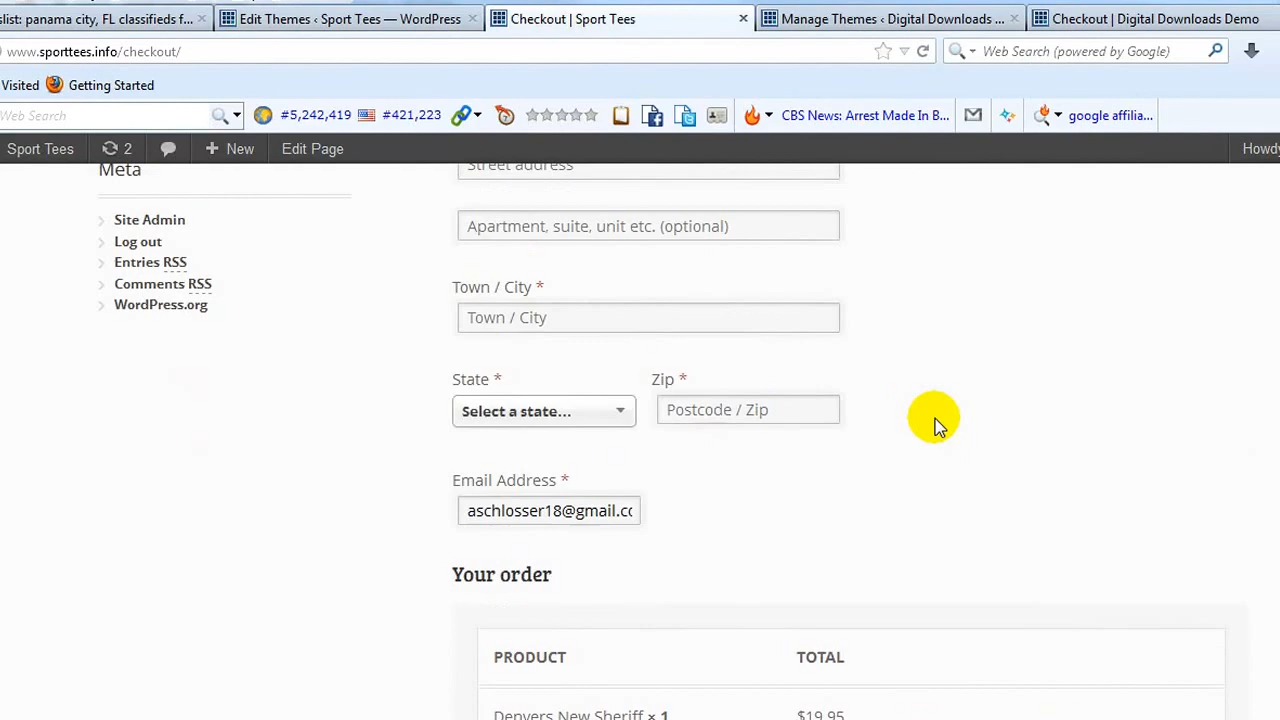 slist: panama city, FL classifieds f... Edit Themes ‹ Sport Tees — WordPress Checkout | Sport Tees Manage Themes ‹ Digital Downloads ... Checkout | Digital Downloads Demo
www.sporttees.info/checkout/ Web Search (powered by Google)
Visited Getting Started
Web Search #5,242,419 #421,223 CBS News: Arrest Made In B... google affilia...
Sport Tees 2 New Edit Page Howdy
Meta
Street address
Site Admin
Log out
Entries RSS
Comments RSS
WordPress.org
Apartment, suite, unit etc. (optional)
Town / City *
Town / City
State * Zip *
Select a state... Postcode / Zip
Email Address *
aschlosser18@gmail.cc
Your order
PRODUCT TOTAL
Denvers New Sheriff × 1 $19.95